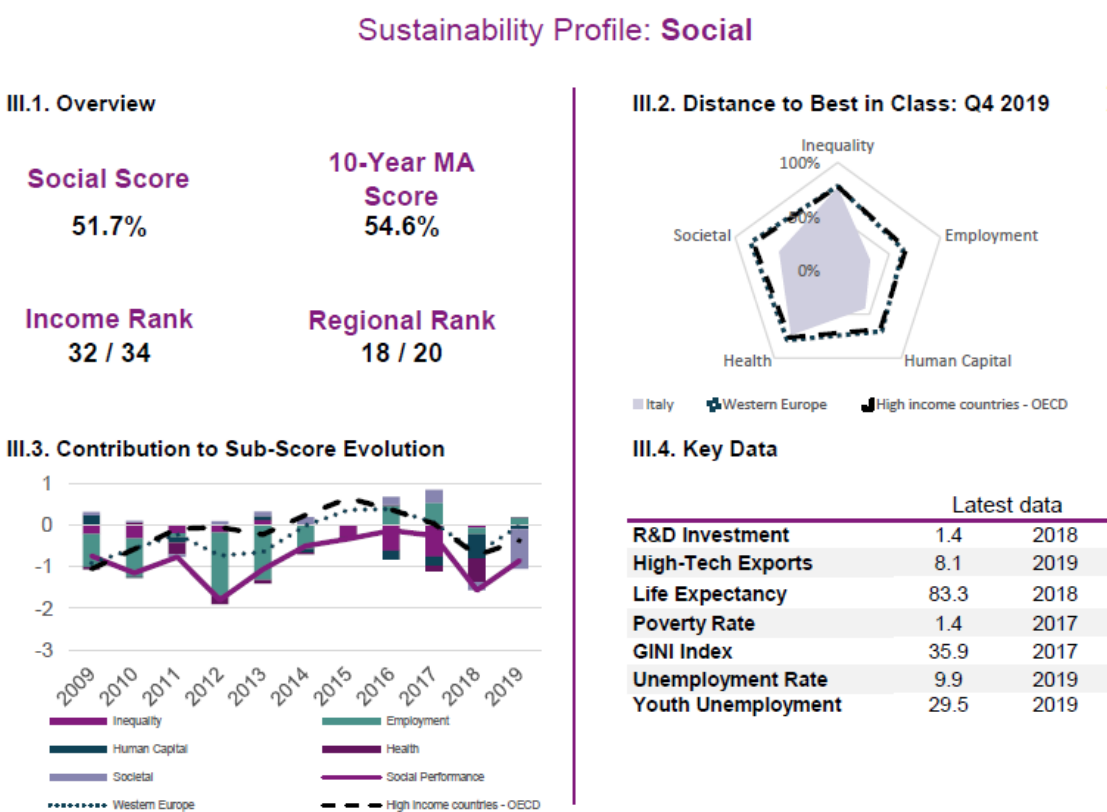 Sustainability Profile: Social
III.1. Overview
Social Score
51.7%
10-Year MA
Score
54.6%
Income Rank
32 / 34
Regional Rank
18 / 20
III.2. Distance to Best in Class: Q4 2019
Inequality
100%
50%
0%
Societal
Employment
Health
Human Capital
Italy
Western Europe
High income countries - OECD
III.3. Contribution to Sub-Score Evolution
1
0
-1
-2
-3
2009 2010 2011 2012 2013 2014 2015 2016 2017 2018 2019
Inequality
Employment
Human Capital
Health
Societal
Social Performance
Western Europe
High Income countries - OECD
III.4. Key Data
Latest data
R&D Investment 1.4 2018
High-Tech Exports 8.1 2019
Life Expectancy 83.3 2018
Poverty Rate 1.4 2017
GINI Index 35.9 2017
Unemployment Rate 9.9 2019
Youth Unemployment 29.5 2019